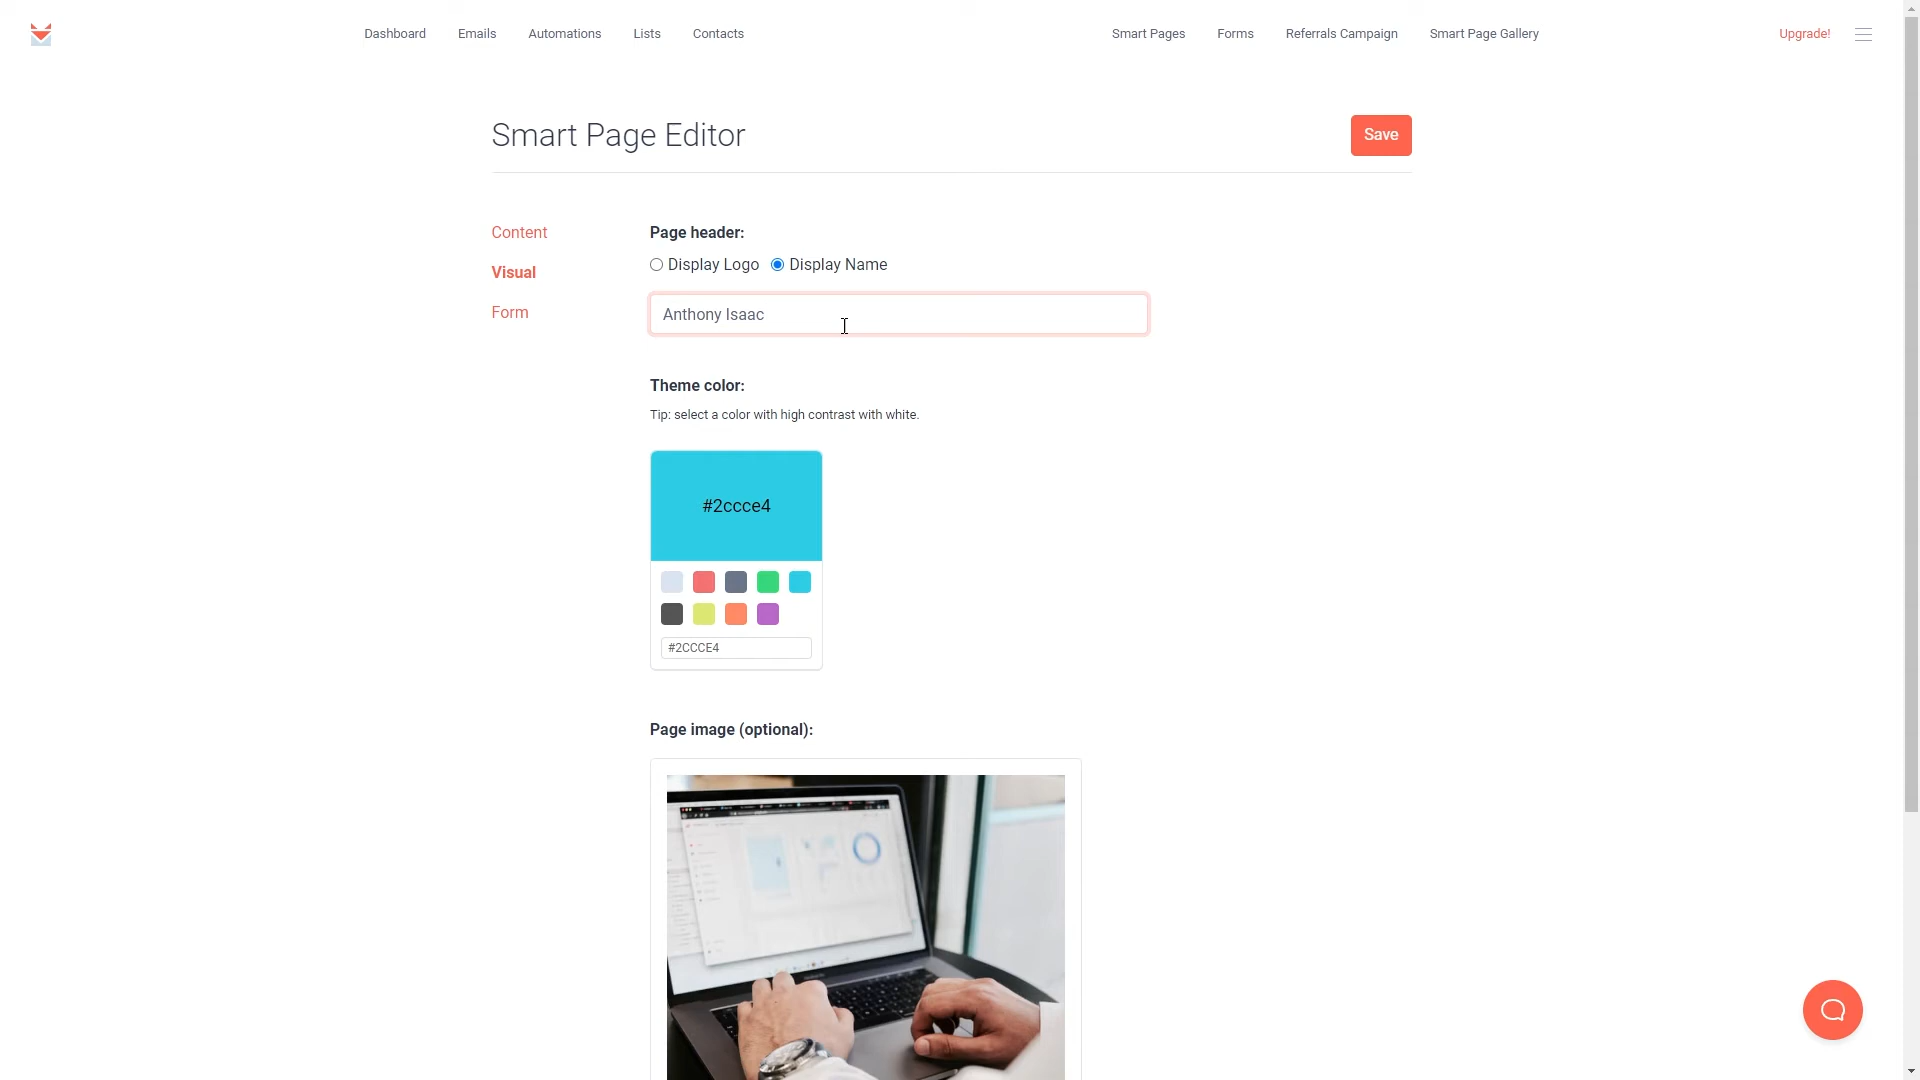 Dashboard
Emails
Automations
Lists
Contacts
Smart Pages
Forms
Referrals Campaign
Smart Page Gallery
Upgrade!
Smart Page Editor
Save
Content
Visual
Form
Page header:
Display Logo
Display Name
Anthony Isaac
Theme color:
Tip: select a color with high contrast with white.
#2ccce4
#2CCCE4
Page image (optional):